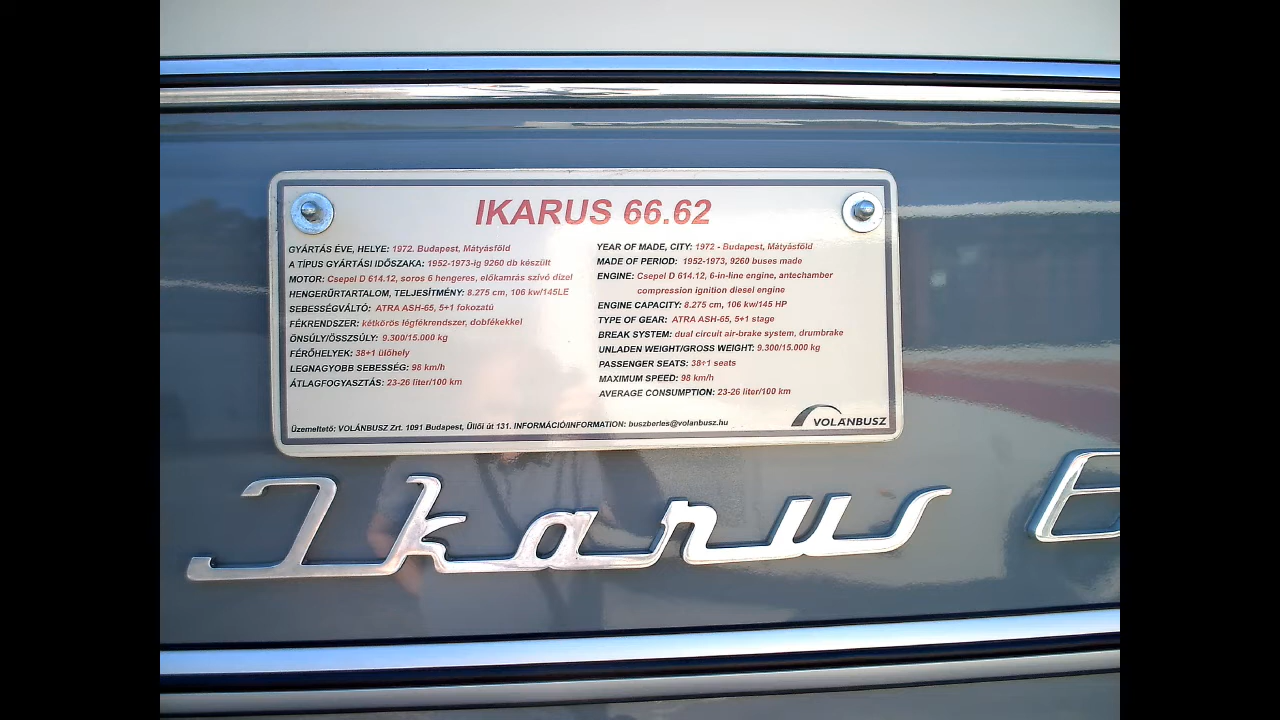 IKARUS 66.62
GYÁRTÁS ÉVE, HELYE: 1972. Budapest, Mátyásföld
A TÍPUS GYÁRTÁSI IDŐSZAKA: 1952-1973-ig 9260 db készült
MOTOR: Csepel D 614.12, soros 6 hengeres, előkamrás szívó dízel
HENGERŰRTARTALOM, TELJESÍTMÉNY: 8.275 cm, 106 kw/145LE
SEBESSÉGVÁLTÓ: ATRA ASH-65, 5+1 fokozatú
FÉKRENDSZER: kétkörös légfékrendszer, dobfékekkel
ÖNSÚLY/ÖSSZSÚLY: 9.300/15.000 kg
FÉRŐHELYEK: 38+1 ülőhely
LEGNAGYOBB SEBESSÉG: 98 km/h
ÁTLAGFOGYASZTÁS: 23-26 liter/100 km
YEAR OF MADE, CITY: 1972 - Budapest, Mátyásföld
MADE OF PERIOD: 1952-1973, 9260 buses made
ENGINE: Csepel D 614.12, 6-in-line engine, antechamber
compression ignition diesel engine
ENGINE CAPACITY: 8.275 cm, 106 kw/145 HP
TYPE OF GEAR: ATRA ASH-65, 5+1 stage
BREAK SYSTEM: dual circuit air-brake system, drumbrake
UNLADEN WEIGHT/GROSS WEIGHT: 9.300/15.000 kg
PASSENGER SEATS: 38+1 seats
MAXIMUM SPEED: 98 km/h
AVERAGE CONSUMPTION: 23-26 liter/100 km
Üzemeltető: VOLÁNBUSZ Zrt. 1091 Budapest, Üllői út 131. INFORMÁCIÓ/INFORMATION: buszberles@volanbusz.hu
VOLÁNBUSZ
Ikarus 6